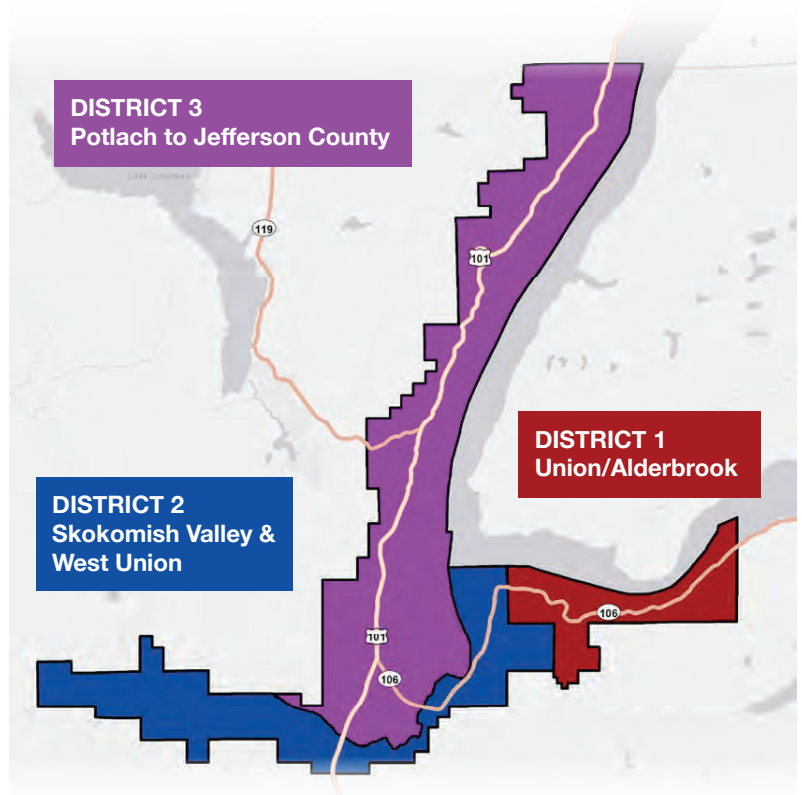 DISTRICT 3
Potlach to Jefferson County
119
101
DISTRICT 1
Union/Alderbrook
DISTRICT 2
Skokomish Valley &
West Union
106
101
106